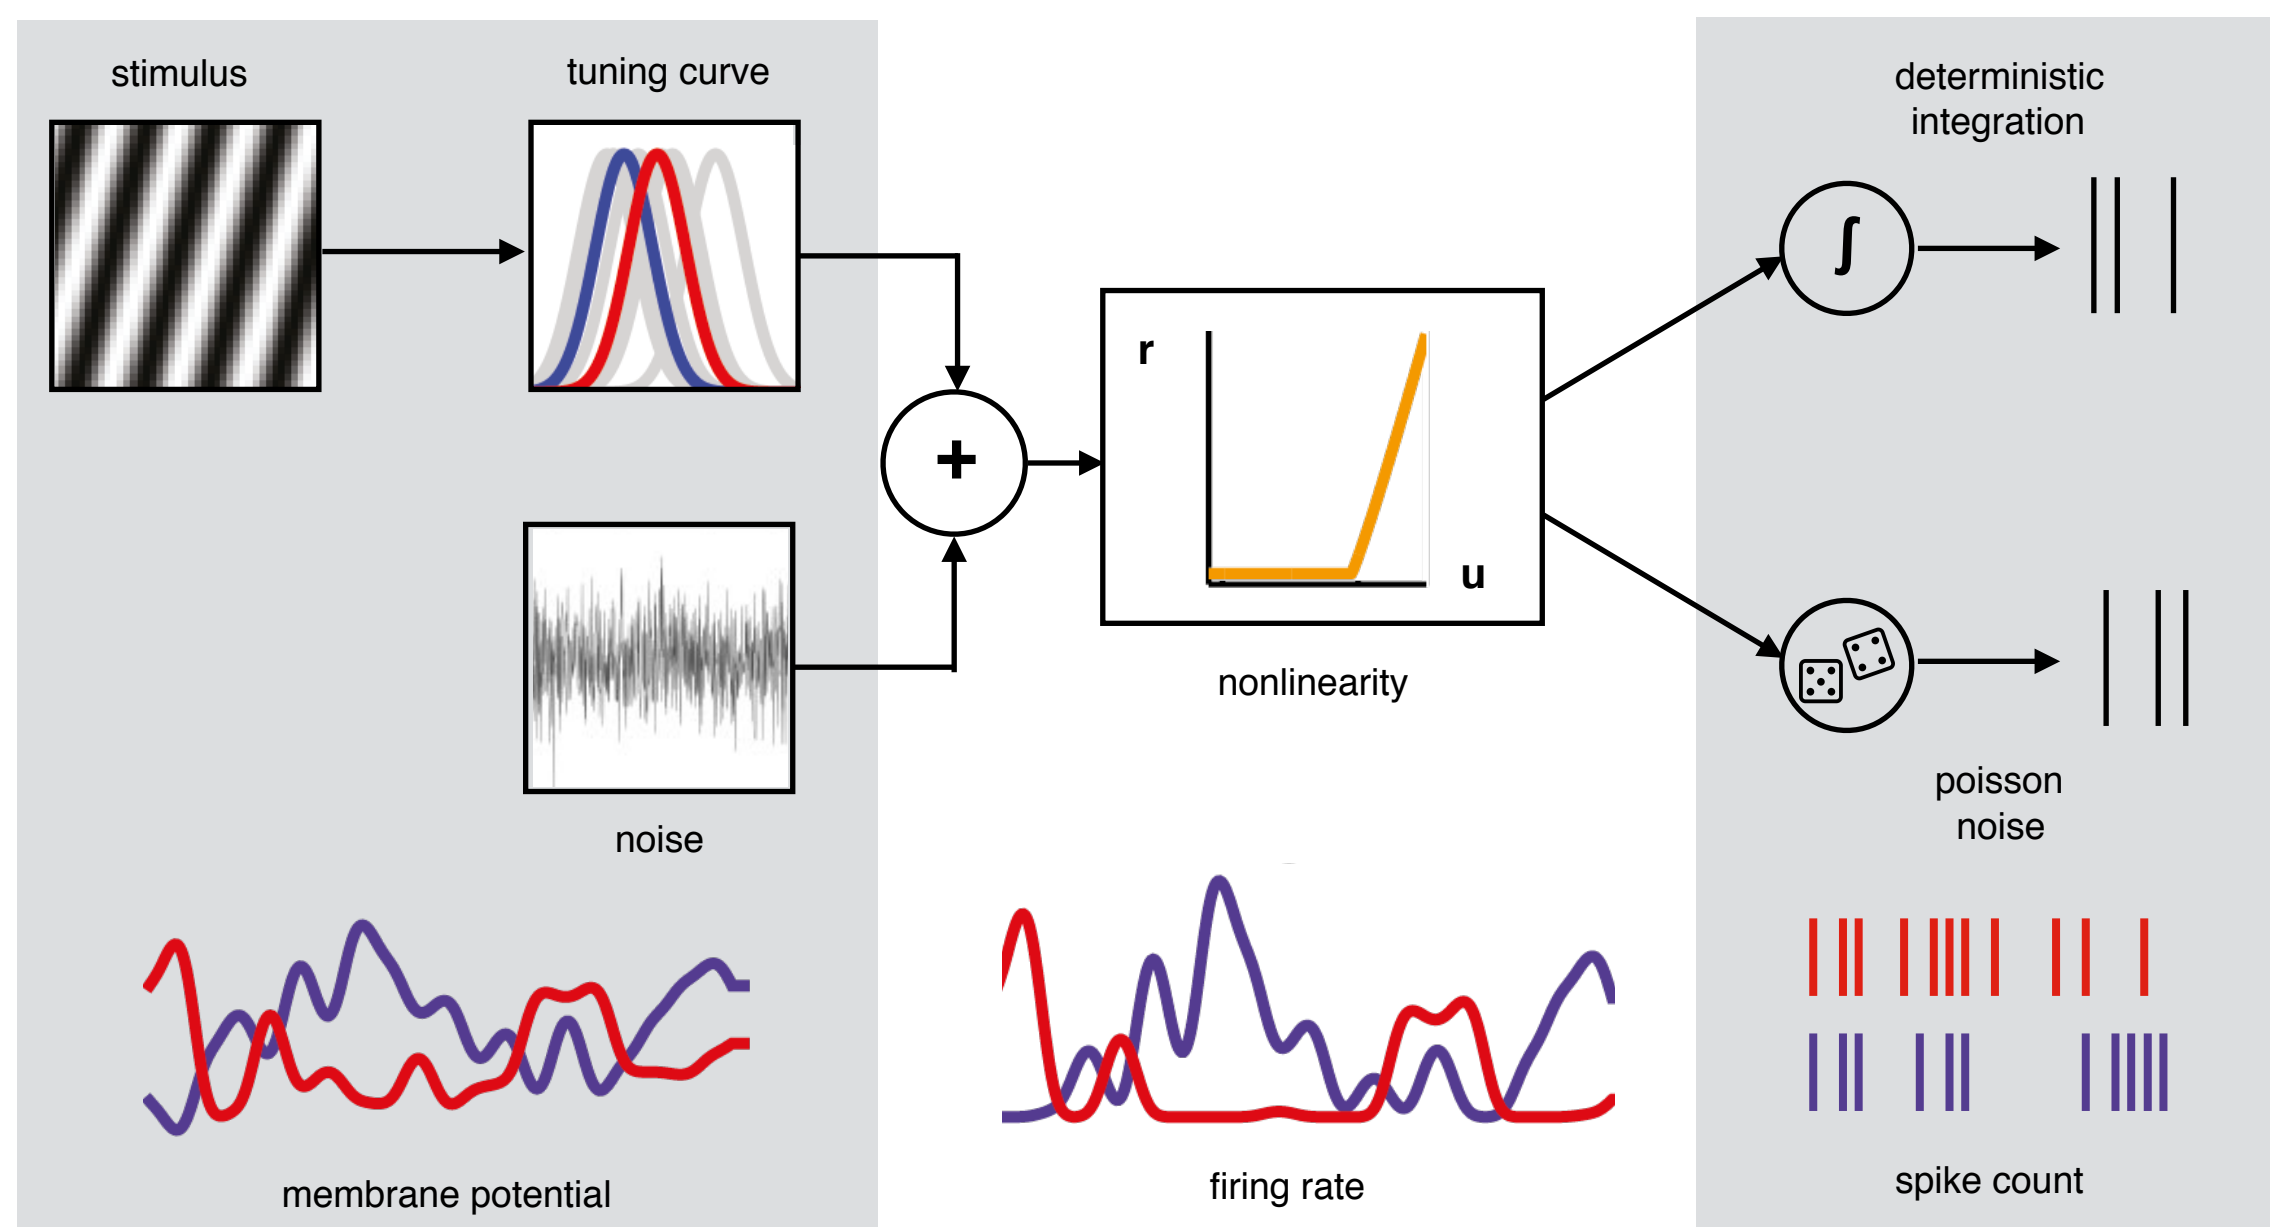 stimulus
tuning curve
deterministic
integration
∫
r
+
u
nonlinearity
poisson
noise
noise
membrane potential
firing rate
spike count